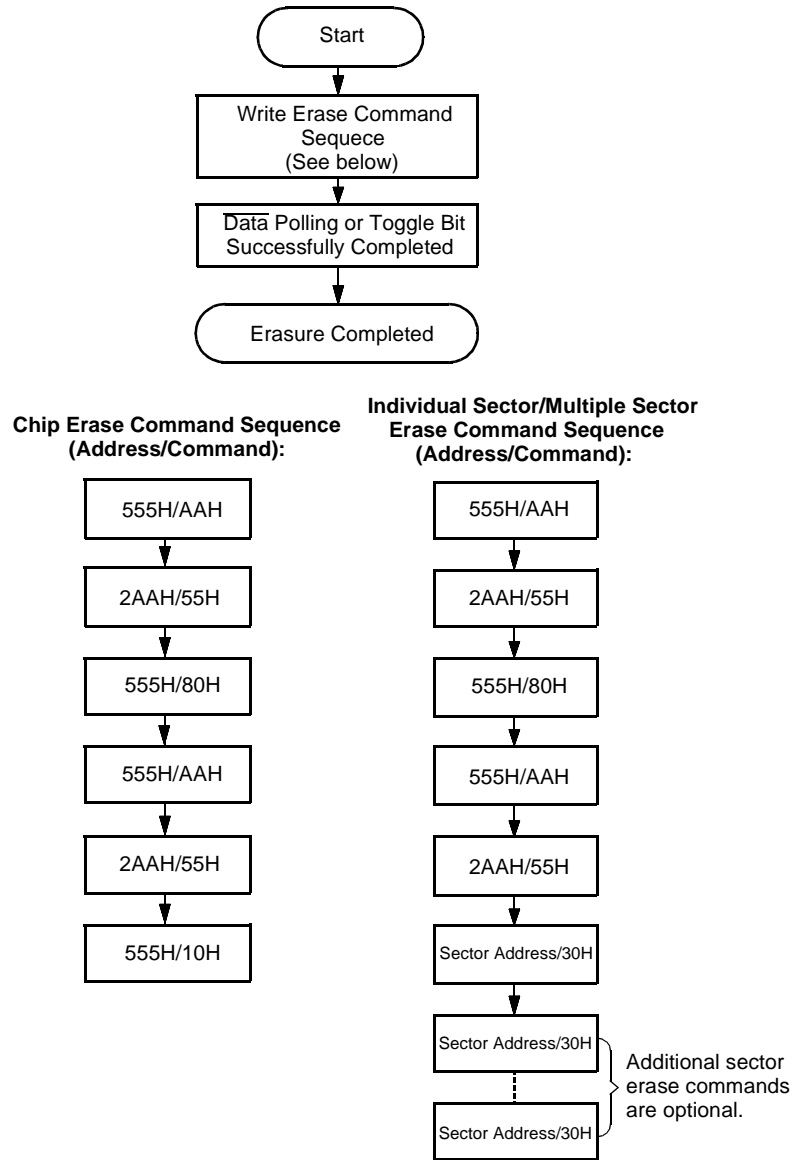 Start
Write Erase Command
Sequece
(See below)
Data Polling or Toggle Bit
Successfully Completed
Erasure Completed
Chip Erase Command Sequence
(Address/Command):
555H/AAH
2AAH/55H
555H/80H
555H/AAH
2AAH/55H
555H/10H
Individual Sector/Multiple Sector
Erase Command Sequence
(Address/Command):
555H/AAH
2AAH/55H
555H/80H
555H/AAH
2AAH/55H
Sector Address/30H
Sector Address/30H
Sector Address/30H
Additional sector
erase commands
are optional.